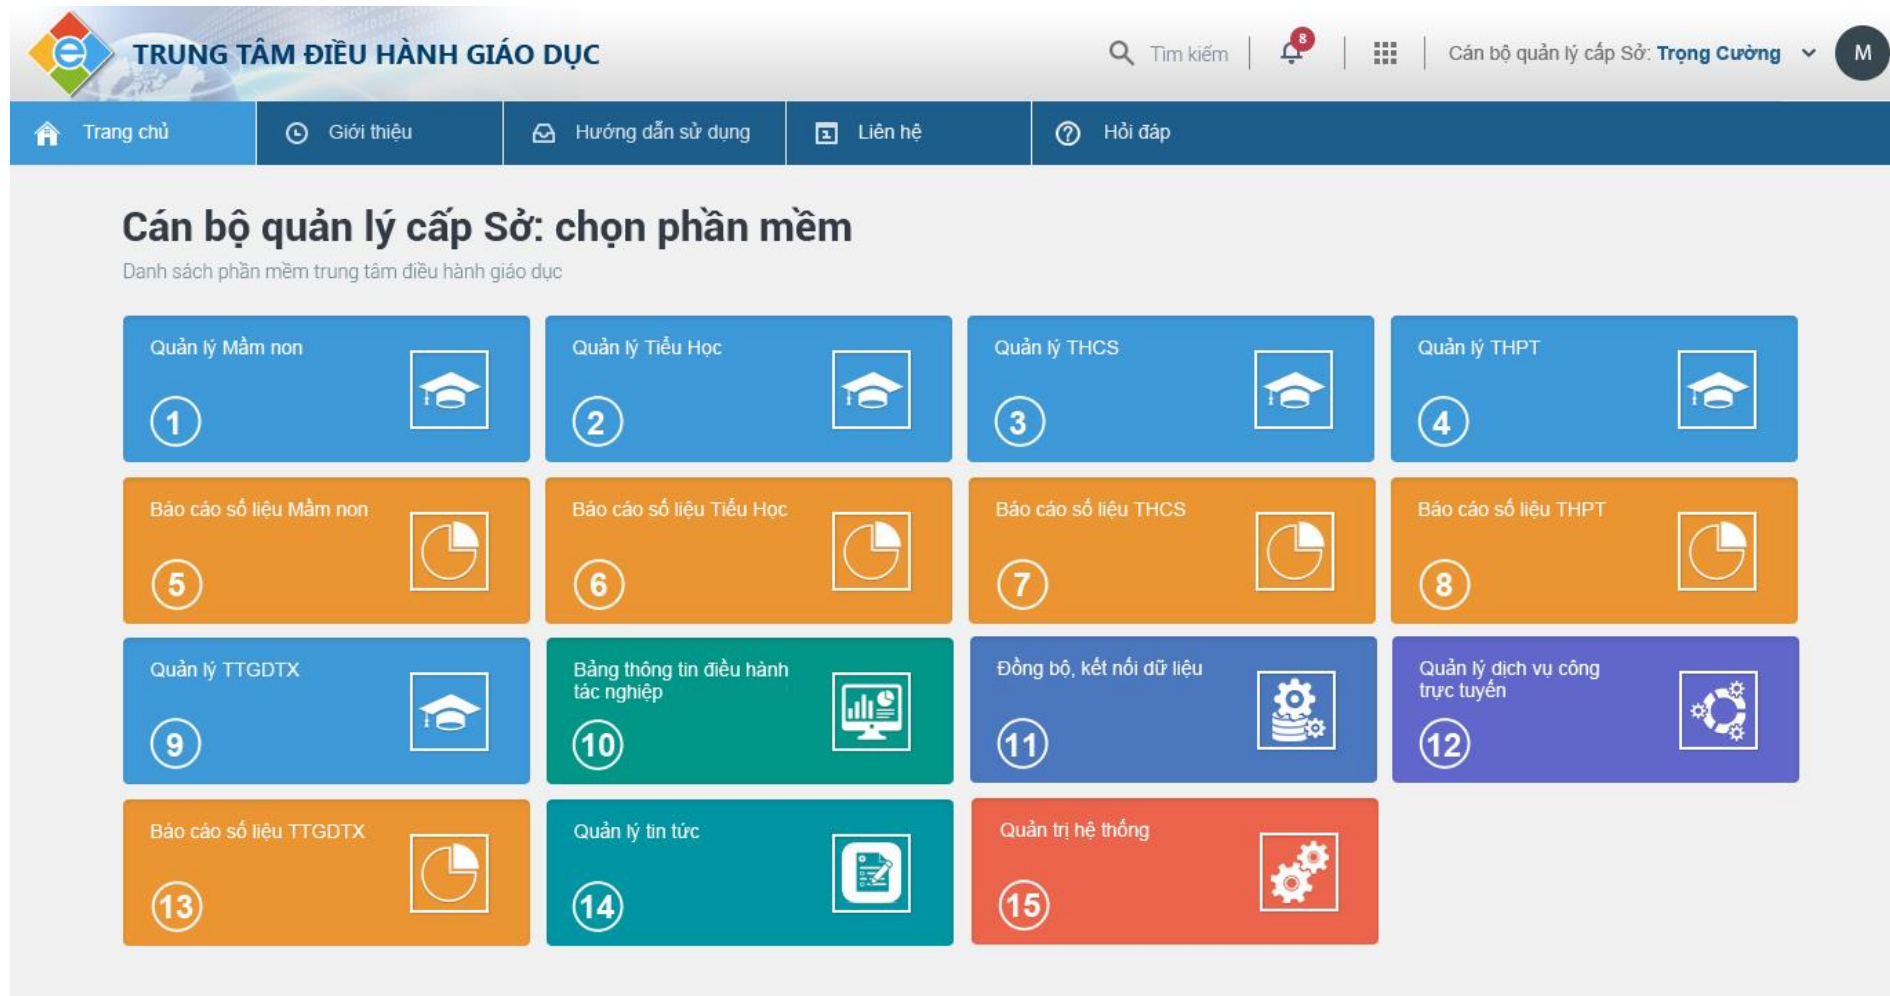 e
TRUNG TÂM ĐIỀU HÀNH GIÁO DỤC
Tìm kiếm
8
Cán bộ quản lý cấp Sở: Trọng Cường
M
Trang chủ
Giới thiệu
Hướng dẫn sử dụng
Liên hệ
Hỏi đáp
Cán bộ quản lý cấp Sở: chọn phần mềm
Danh sách phần mềm trung tâm điều hành giáo dục
Quản lý Mầm non
1
Quản lý Tiểu Học
2
Quản lý THCS
3
Quản lý THPT
4
Báo cáo số liệu Mầm non
5
Báo cáo số liệu Tiểu Học
6
Báo cáo số liệu THCS
7
Báo cáo số liệu THPT
8
Quản lý TTGDTX
9
Bảng thông tin điều hành
tác nghiệp
10
Đồng bộ, kết nối dữ liệu
11
Quản lý dịch vụ công
trực tuyến
12
Báo cáo số liệu TTGDTX
13
Quản lý tin tức
14
Quản trị hệ thống
15